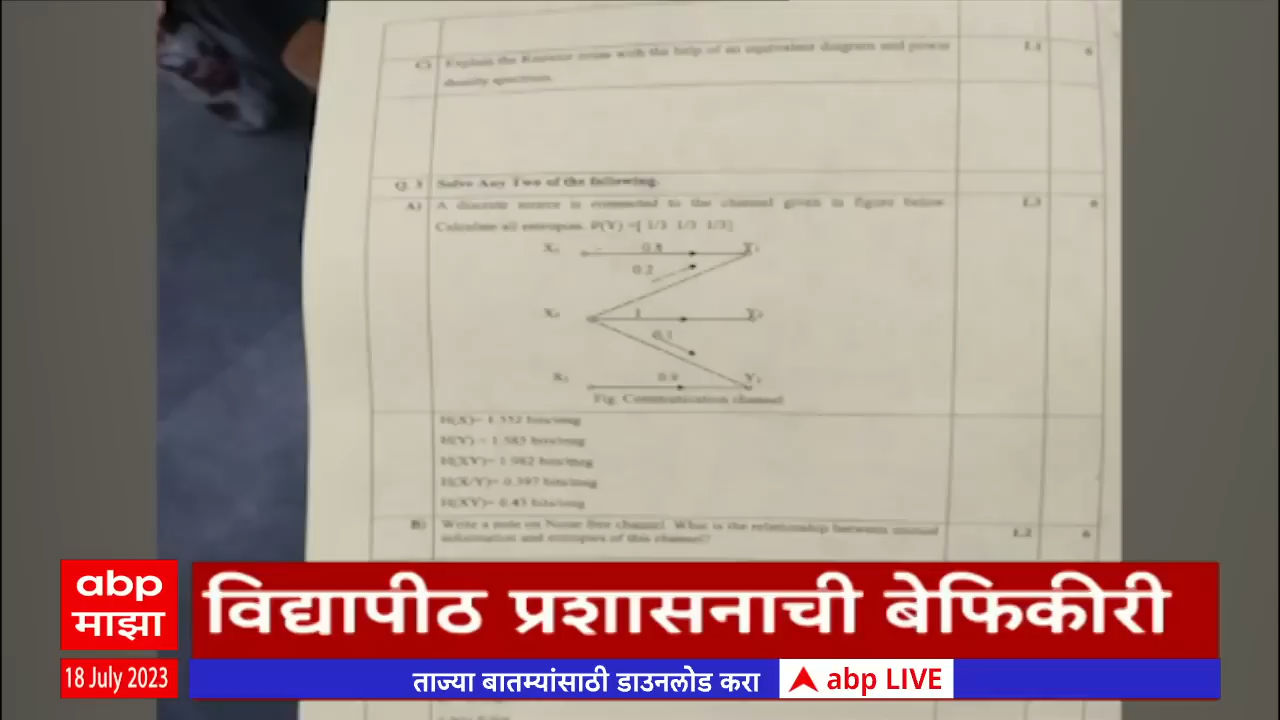 C) Explain the noise with the help of an equivalent diagram and power L1 6
density spectrum.
Q. 3 Solve Any Two of the following.
A) A discrete source is connected to the channel given in figure below. L3 6
Calculate all entropies. P(Y) =[ 1/3 1/3 1/3]
X₁ 0.8 Y₁
0.2
X₂ 1 Y₂
0.1
X₃ 0.9 Y₃
Fig. Communication channel
H(X)= 1.552 bits/msg
H(Y) = 1.585 bits/msg
H(XY)= 1.982 bits/msg
H(X/Y)= 0.397 bits/msg
H(XY)= 0.43 bits/msg
B) Write a note on Noise free channel. What is the relationship between mutual L2 6
information and entropies of this channel?
abp
माझा
विद्यापीठ प्रशासनाची बेफिकीरी
18 July 2023
ताज्या बातम्यांसाठी डाउनलोड करा
abp LIVE